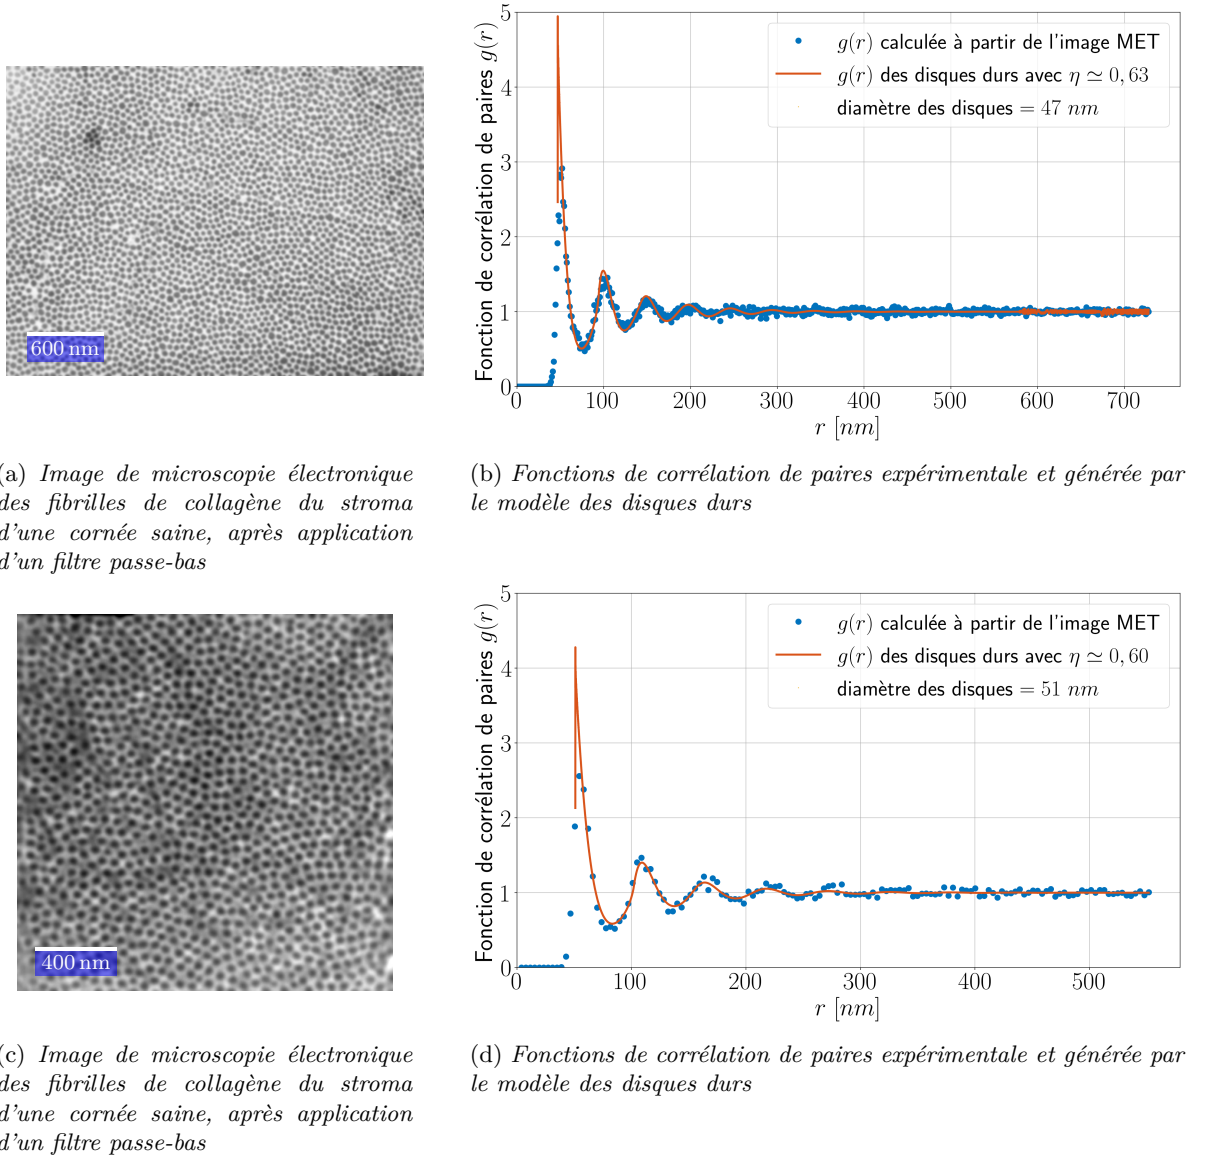 600 nm
5
4
3
2
1
0
0 100 200 300 400 500 600 700
r [nm]
Fonction de corrélation de paires g(r)
g(r) calculée à partir de l'image MET
g(r) des disques durs avec η ≃ 0,63
diamètre des disques = 47 nm
(a) Image de microscopie électronique
des fibrilles de collagène du stroma
d'une cornée saine, après application
d'un filtre passe-bas
(b) Fonctions de corrélation de paires expérimentale et générée par
le modèle des disques durs
400 nm
5
4
3
2
1
0
0 100 200 300 400 500
r [nm]
Fonction de corrélation de paires g(r)
g(r) calculée à partir de l'image MET
g(r) des disques durs avec η ≃ 0,60
diamètre des disques = 51 nm
(c) Image de microscopie électronique
des fibrilles de collagène du stroma
d'une cornée saine, après application
d'un filtre passe-bas
(d) Fonctions de corrélation de paires expérimentale et générée par
le modèle des disques durs